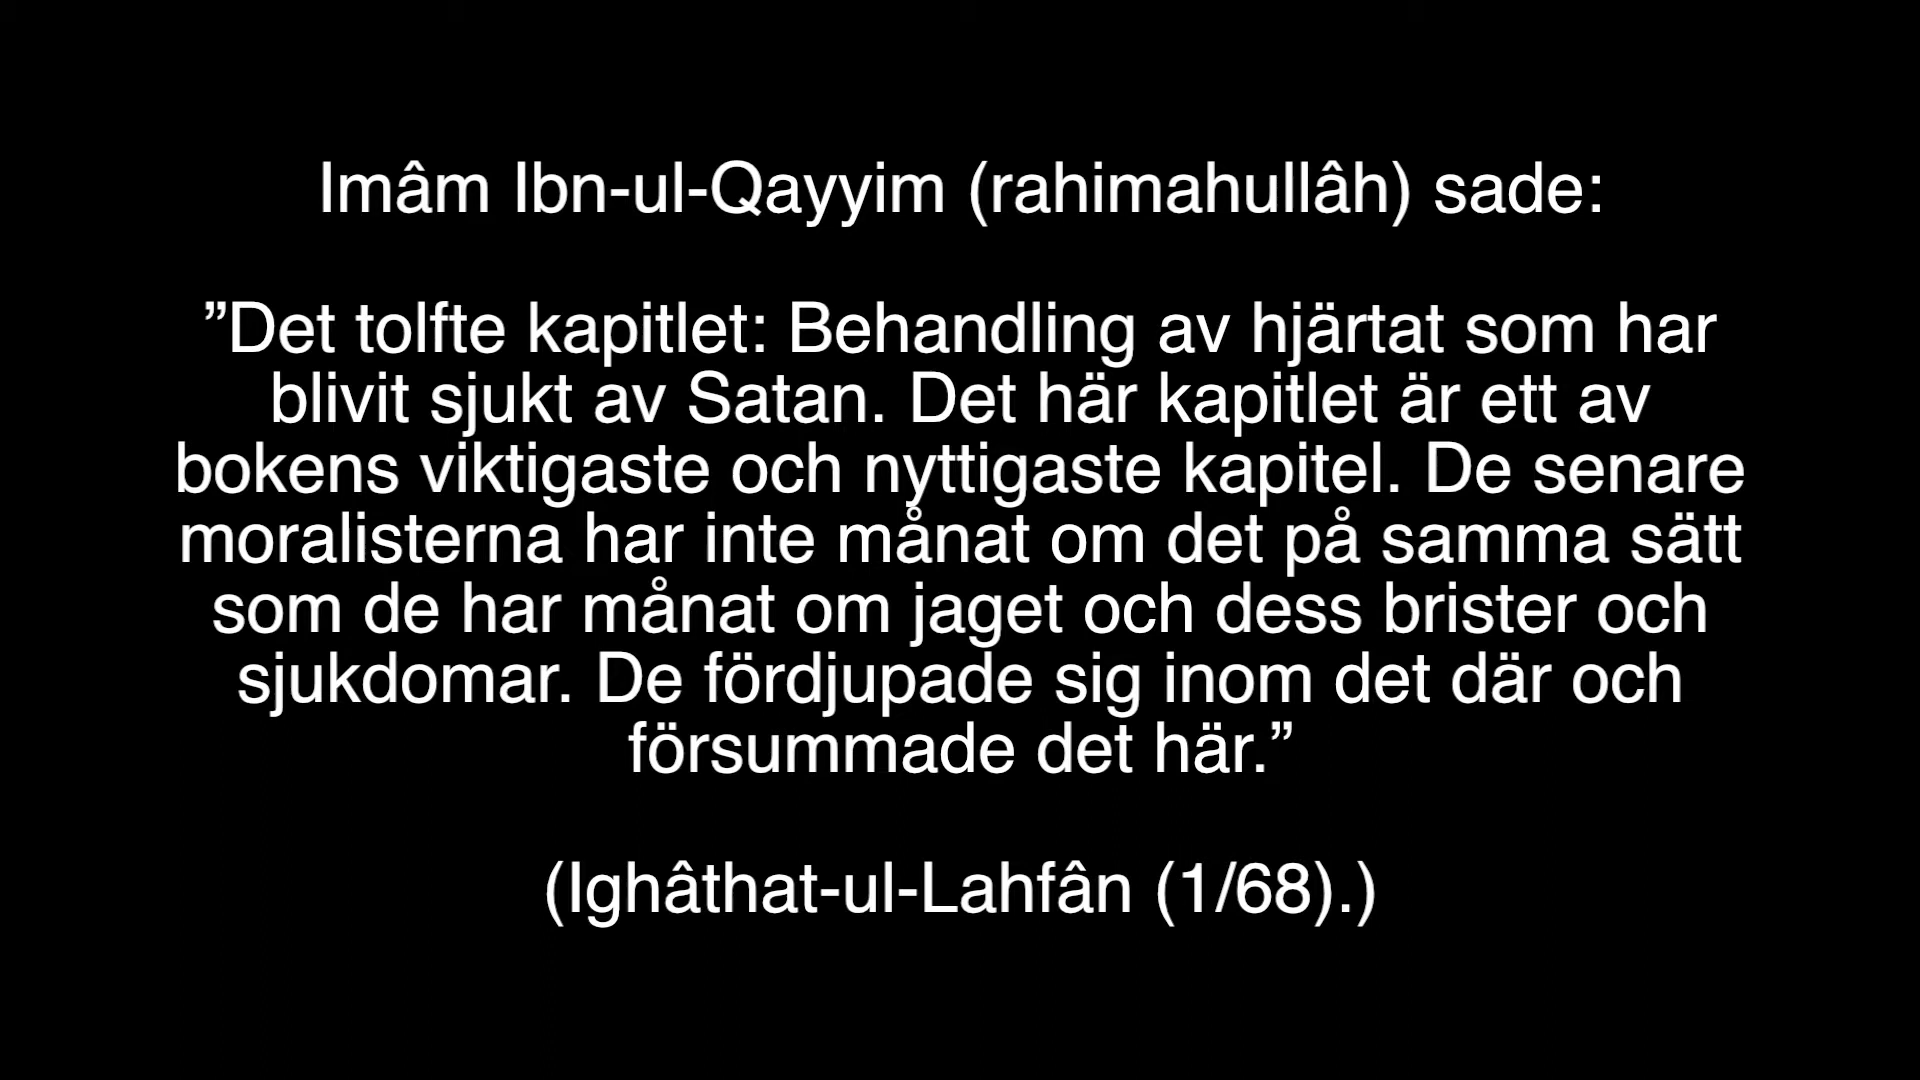 Imâm Ibn-ul-Qayyim (rahimahullâh) sade:
”Det tolfte kapitlet: Behandling av hjärtat som har
blivit sjukt av Satan. Det här kapitlet är ett av
bokens viktigaste och nyttigaste kapitel. De senare
moralisterna har inte månat om det på samma sätt
som de har månat om jaget och dess brister och
sjukdomar. De fördjupade sig inom det där och
försummade det här.”
(Ighâthat-ul-Lahfân (1/68).)